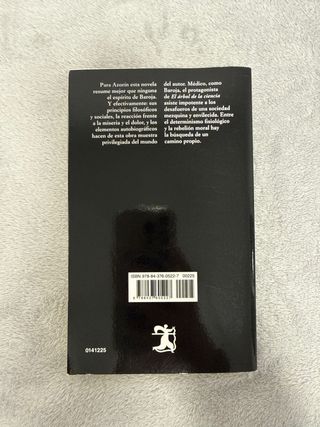 Para Azorín esta novela
resume mejor que ninguna
el espíritu de Baroja.
Y efectivamente: sus
principios filosóficos
y sociales, la reacción frente
a la miseria y el dolor, y los
elementos autobiográficos
hacen de esta obra muestra
privilegiada del mundo
del autor. Médico, como
Baroja, el protagonista
de El árbol de la ciencia
asiste impotente a los
desafueros de una sociedad
mezquina y envilecida. Entre
el determinismo fisiológico
y la rebelión moral hay
la búsqueda de un
camino propio.
ISBN 978-84-376-0522-7 00225
9 788437 605227
0141225